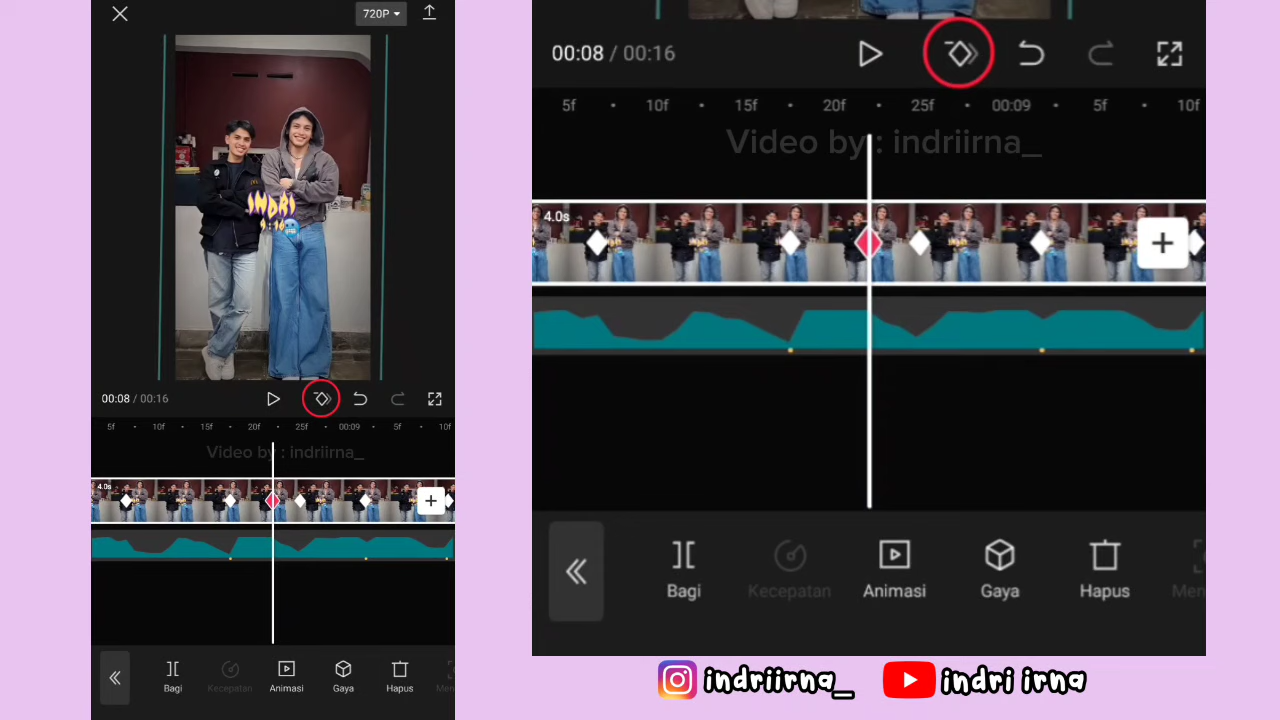 720P
INDRI
00:08 / 00:16
5f 10f 15f 20f 25f 00:09 5f 10f
Video by : indriirna_
4.0s
Bagi Kecepatan Animasi Gaya Hapus
00:08 / 00:16
5f 10f 15f 20f 25f 00:09 5f 10f
Video by : indriirna_
4.0s
Bagi Kecepatan Animasi Gaya Hapus
indriirna_ indri irna